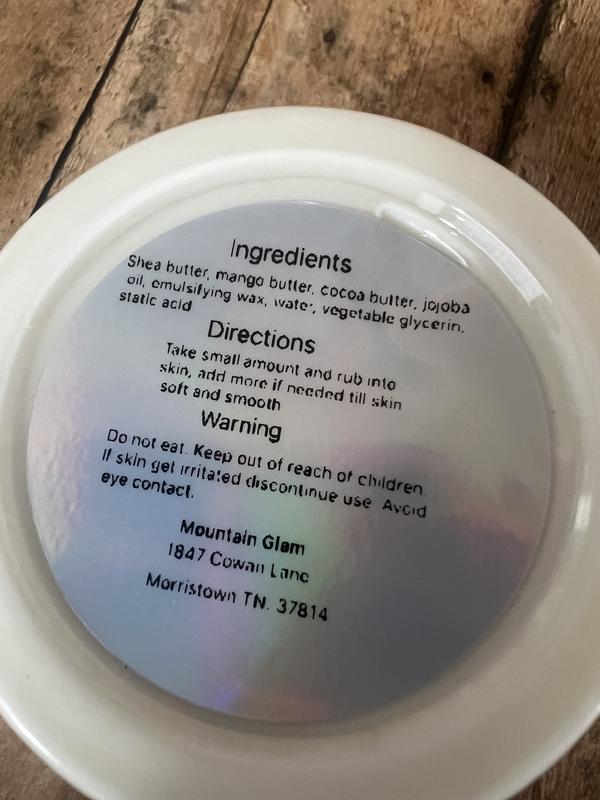 Ingredients
Shea butter, mango butter, cocoa butter, jojoba
oil, emulsifying wax, water, vegetable glycerin,
static acid
Directions
Take small amount and rub into
skin, add more if needed till skin
soft and smooth
Warning
Do not eat. Keep out of reach of children.
If skin get irritated discontinue use. Avoid
eye contact.
Mountain Glam
1847 Cowan Lane
Morristown TN. 37814